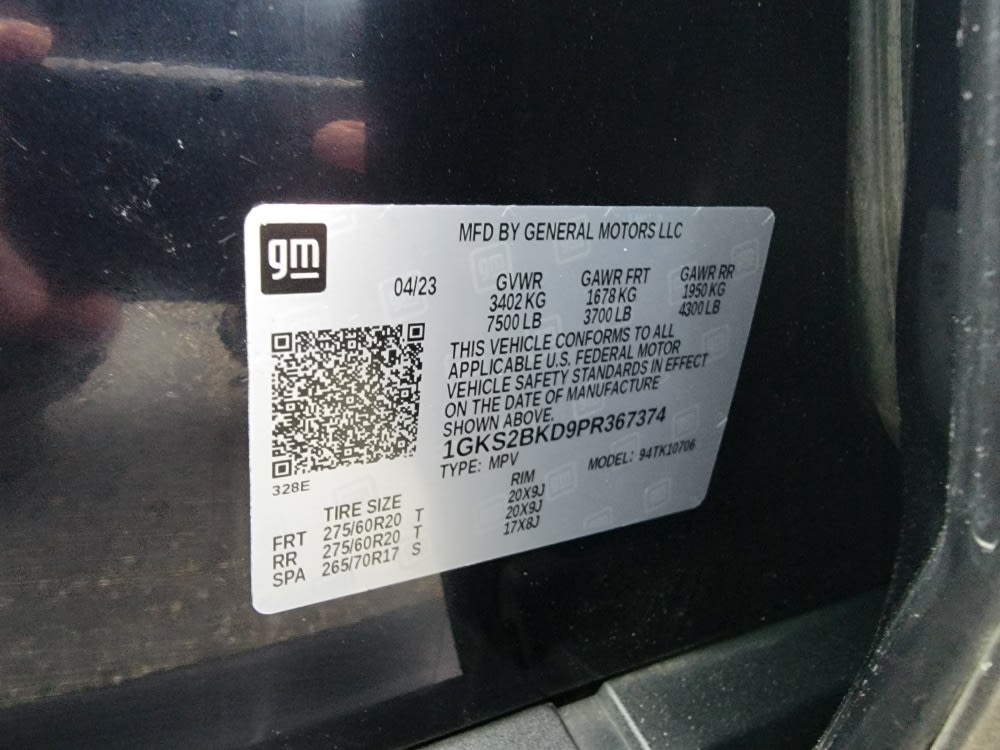 gm
MFD BY GENERAL MOTORS LLC
04/23
GVWR GAWR FRT GAWR RR
3402 KG 1678 KG 1950 KG
7500 LB 3700 LB 4300 LB
THIS VEHICLE CONFORMS TO ALL
APPLICABLE U.S. FEDERAL MOTOR
VEHICLE SAFETY STANDARDS IN EFFECT
ON THE DATE OF MANUFACTURE
SHOWN ABOVE.
1GKS2BKD9PR367374
TYPE: MPV MODEL: 94TK10706
328E
TIRE SIZE RIM
FRT 275/60R20 T 20X9J
RR 275/60R20 T 20X9J
SPA 265/70R17 S 17X8J